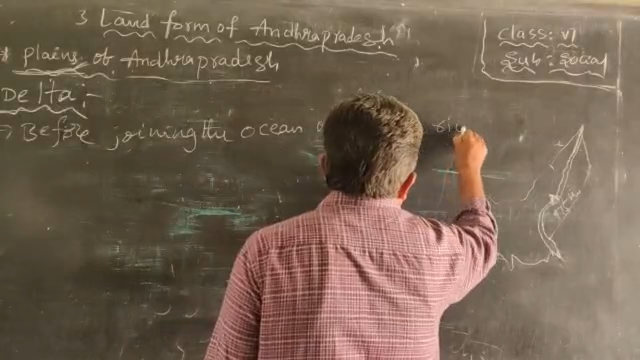 3 Land form of Andhrapradesh
Class: VI
Sub: Social
* plains of Andhrapradesh
Delta:-
→ Before joining the ocean